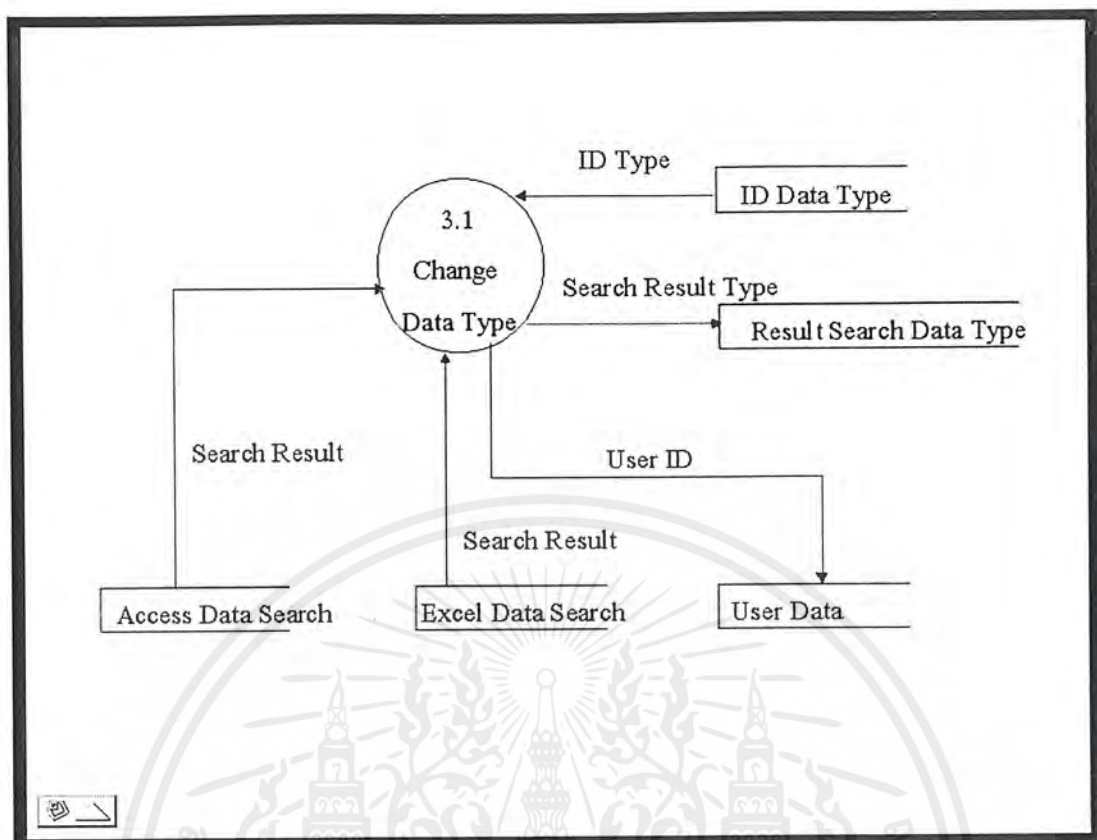 ID Type
ID Data Type
3.1
Change
Data Type
Search Result Type
Result Search Data Type
Search Result
User ID
Search Result
Access Data Search
Excel Data Search
User Data